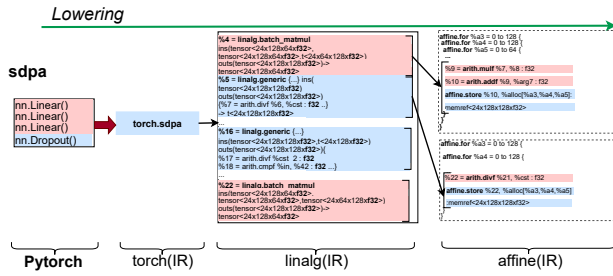 Lowering
sdpa
nn.Linear()
nn.Linear()
nn.Linear()
nn.Dropout()
torch.sdpa
%4 = linalg.batch_matmul
ins(tensor<24x128x64xf32>,
tensor<24x128x64xf32>,t<24x64x128xf32>)
outs(tensor<24x128x128xf32>)->
tensor<24x128x128xf32>
%5 = linalg.generic {...} ins(
tensor<24x128x128xf32>)
outs(tensor<24x128x128xf32>)
{%7 = arith.divf %6, %cst : f32 ..}
-> t<24x128x128xf32>
...
%16 = linalg.generic {...}
ins(tensor<24x128x128xf32>,t<24x128x128xf32>)
outs(tensor<24x128x128xf32>){
%17 = arith.divf %cst 2 : f32
%18 = arith.cmpf %in, %42 : f32 ...}
...
%22 = linalg.batch_matmul
ins(tensor<24x128x128xf32>,
tensor<24x128x128xf32>,tensor<24x128x64xf32>)
outs(tensor<24x128x128xf32>)->
tensor<24x128x128xf32>
affine.for %a3 = 0 to 128 {
affine.for %a4 = 0 to 128 {
affine.for %a5 = 0 to 64 {
...
%9 = arith.mulf %7, %8 : f32
%10 = arith.addf %9, %arg7 : f32
affine.store %10, %alloc[%a3,%a4,%a5]:
memref<24x128x128xf32>
affine.for %a3 = 0 to 128 {
affine.for %a4 = 0 to 128 {
...
%22 = arith.divf %21, %cst : f32
affine.store %22, %alloc[%a3,%a4,%a5]
:memref<24x128x128xf32>
Pytorch
torch(IR)
linalg(IR)
affine(IR)